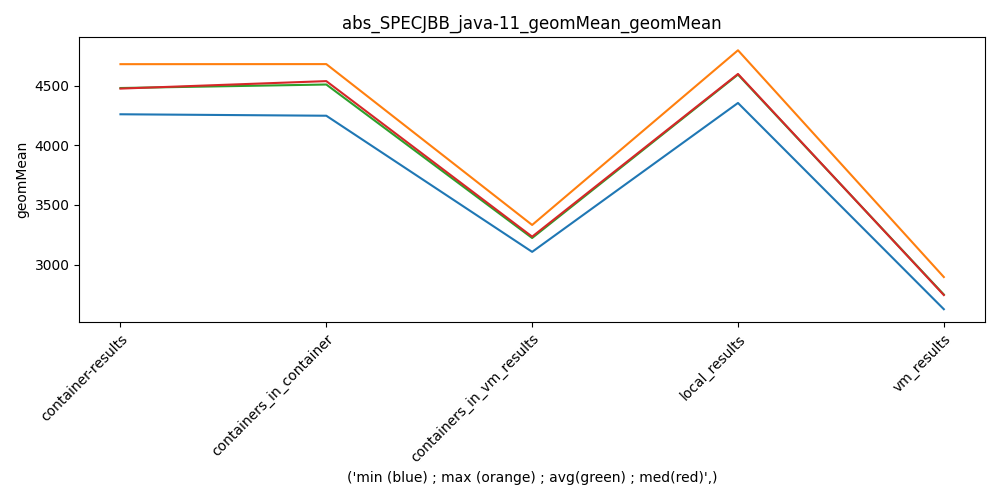 abs_SPECJBB_java-11_geomMean_geomMean
geomMean
4500
4000
3500
3000
container-results
containers_in_container
containers_in_vm_results
local_results
vm_results
('min (blue) ; max (orange) ; avg(green) ; med(red)',)